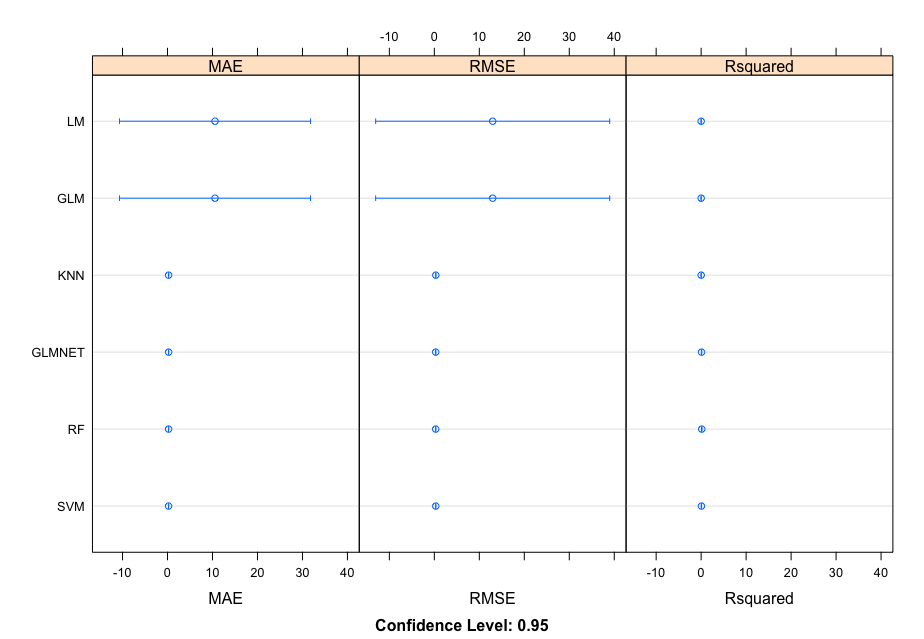 -10 0 10 20 30 40
MAE RMSE Rsquared
LM
GLM
KNN
GLMNET
RF
SVM
-10 0 10 20 30 40 -10 0 10 20 30 40
MAE RMSE Rsquared
Confidence Level: 0.95